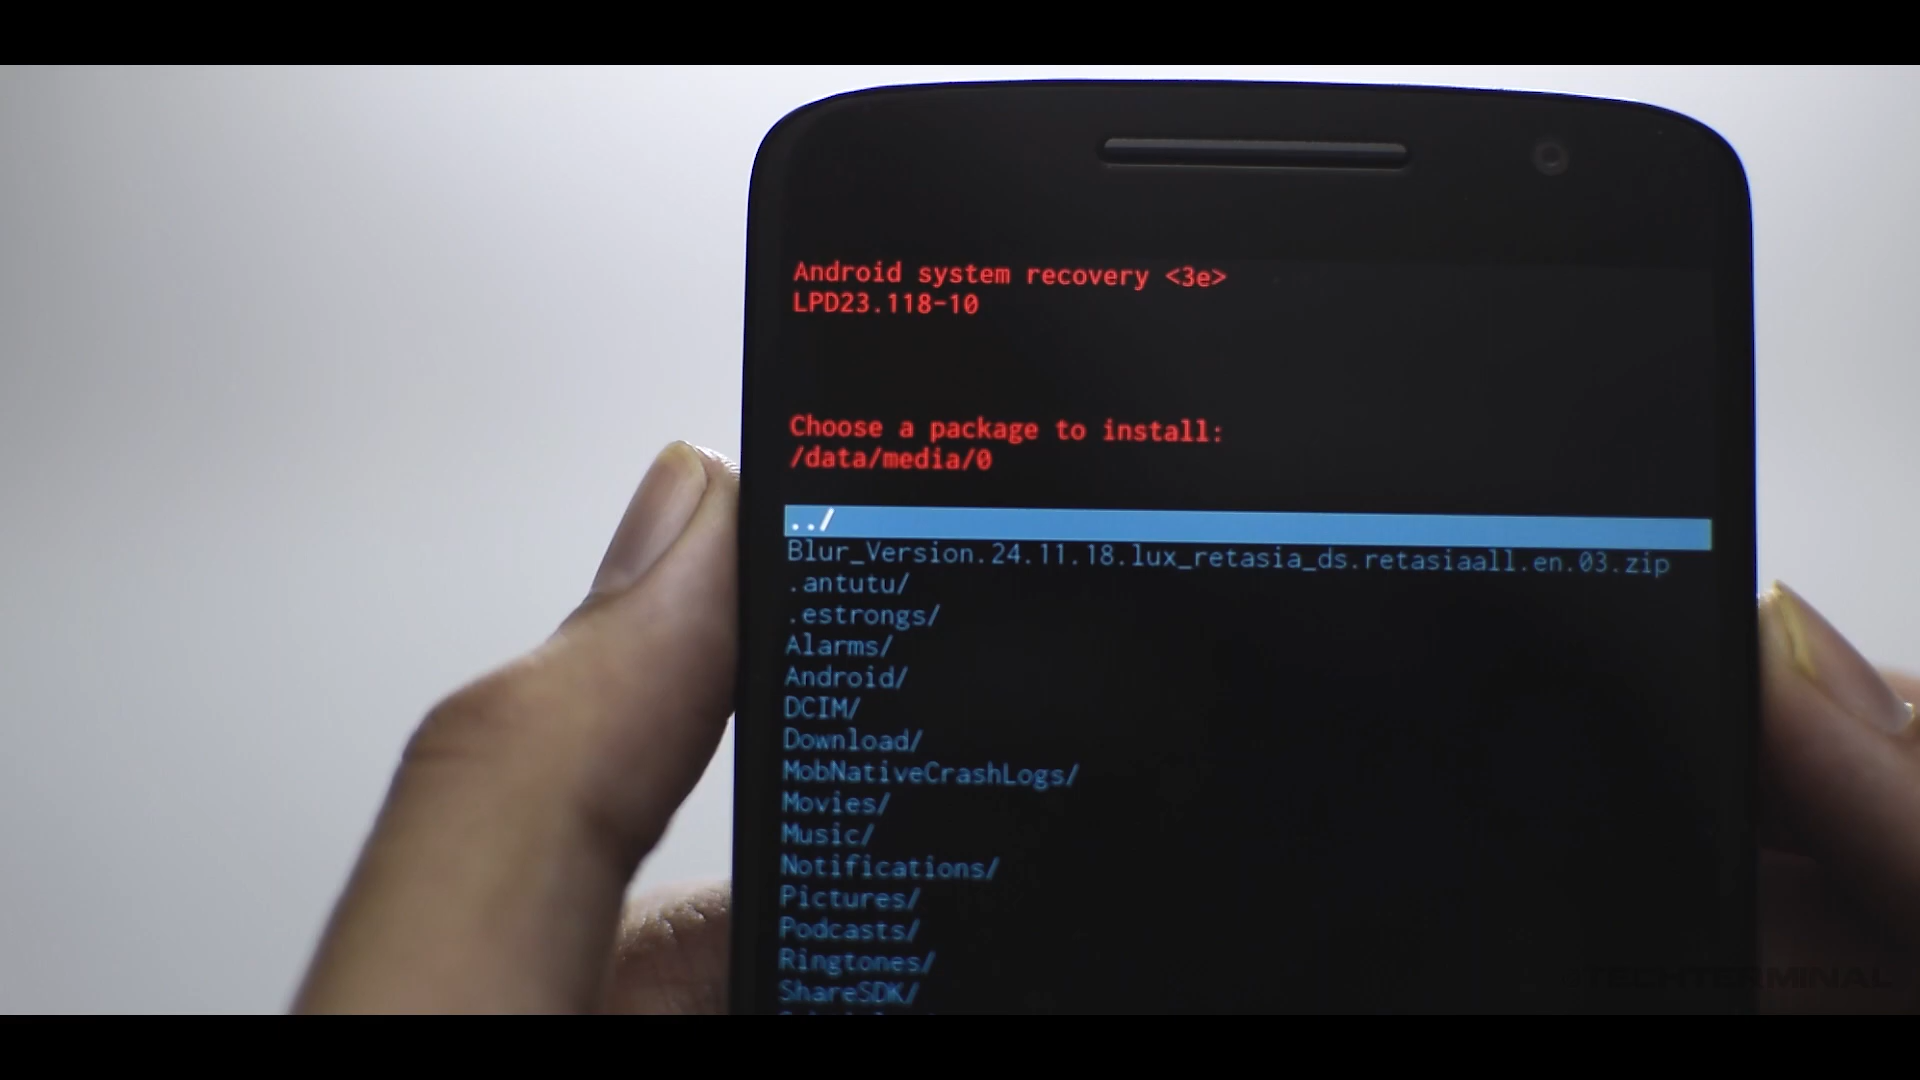 Android system recovery <3e>
LPD23.118-10
Choose a package to install:
/data/media/0
../
Blur_Version.24.11.18.lux_retasia_ds.retasiaall.en.03.zip
.antutu/
.estrongs/
Alarms/
Android/
DCIM/
Download/
MobNativeCrashLogs/
Movies/
Music/
Notifications/
Pictures/
Podcasts/
Ringtones/
ShareSDK/
TECHTERMINAL